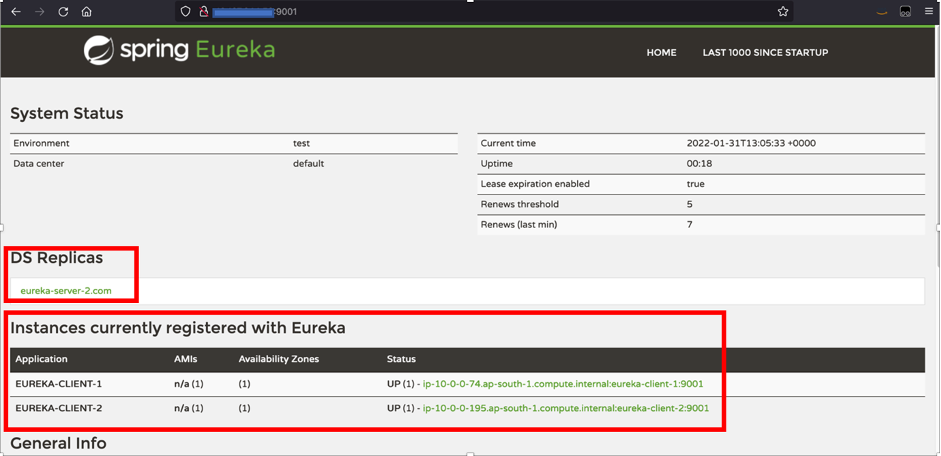 :9001
spring Eureka
HOME LAST 1000 SINCE STARTUP
System Status
Environment test
Data center default
Current time 2022-01-31T13:05:33 +0000
Uptime 00:18
Lease expiration enabled true
Renews threshold 5
Renews (last min) 7
DS Replicas
eureka-server-2.com
Instances currently registered with Eureka
Application AMIs Availability Zones Status
EUREKA-CLIENT-1 n/a (1) (1) UP (1) - ip-10-0-0-74.ap-south-1.compute.internal:eureka-client-1:9001
EUREKA-CLIENT-2 n/a (1) (1) UP (1) - ip-10-0-0-195.ap-south-1.compute.internal:eureka-client-2:9001
General Info